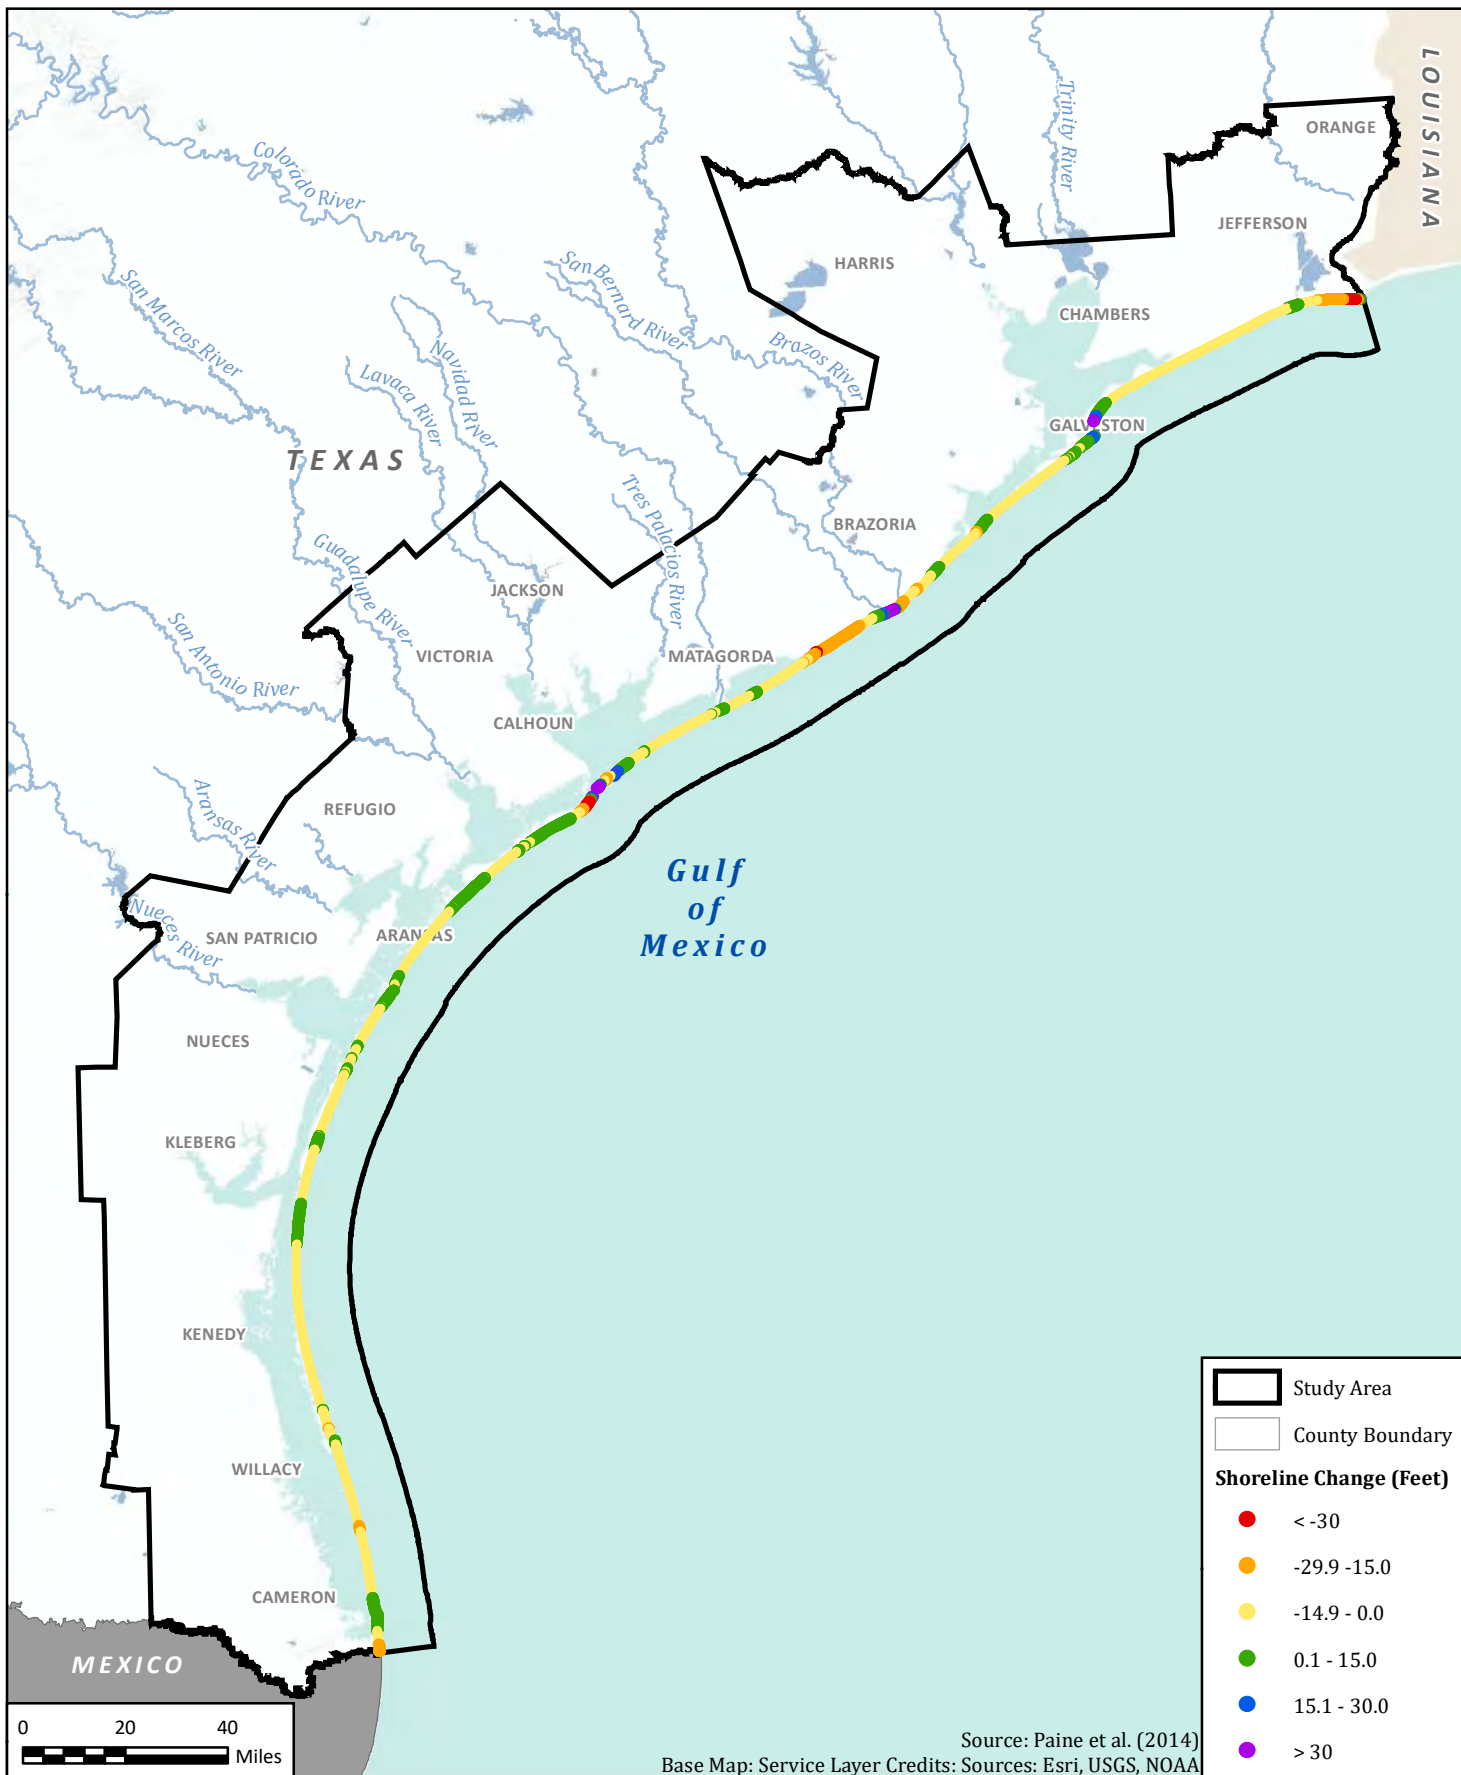 LOUISIANA
ORANGE
Trinity River
Colorado River
JEFFERSON
HARRIS
San Bernard River
San Marcos River
CHAMBERS
Navidad River
Brazos River
Lavaca River
GALVESTON
TEXAS
Tres Palacios River
BRAZORIA
Guadalupe River
JACKSON
San Antonio River
VICTORIA
MATAGORDA
CALHOUN
Aransas River
REFUGIO
Gulf
of
Mexico
Nueces River
SAN PATRICIO
ARANSAS
NUECES
KLEBERG
KENEDY
WILLACY
CAMERON
MEXICO
0 20 40
Miles
Study Area
County Boundary
Shoreline Change (Feet)
< -30
-29.9 -15.0
-14.9 - 0.0
0.1 - 15.0
15.1 - 30.0
> 30
Source: Paine et al. (2014)
Base Map: Service Layer Credits: Sources: Esri, USGS, NOAA